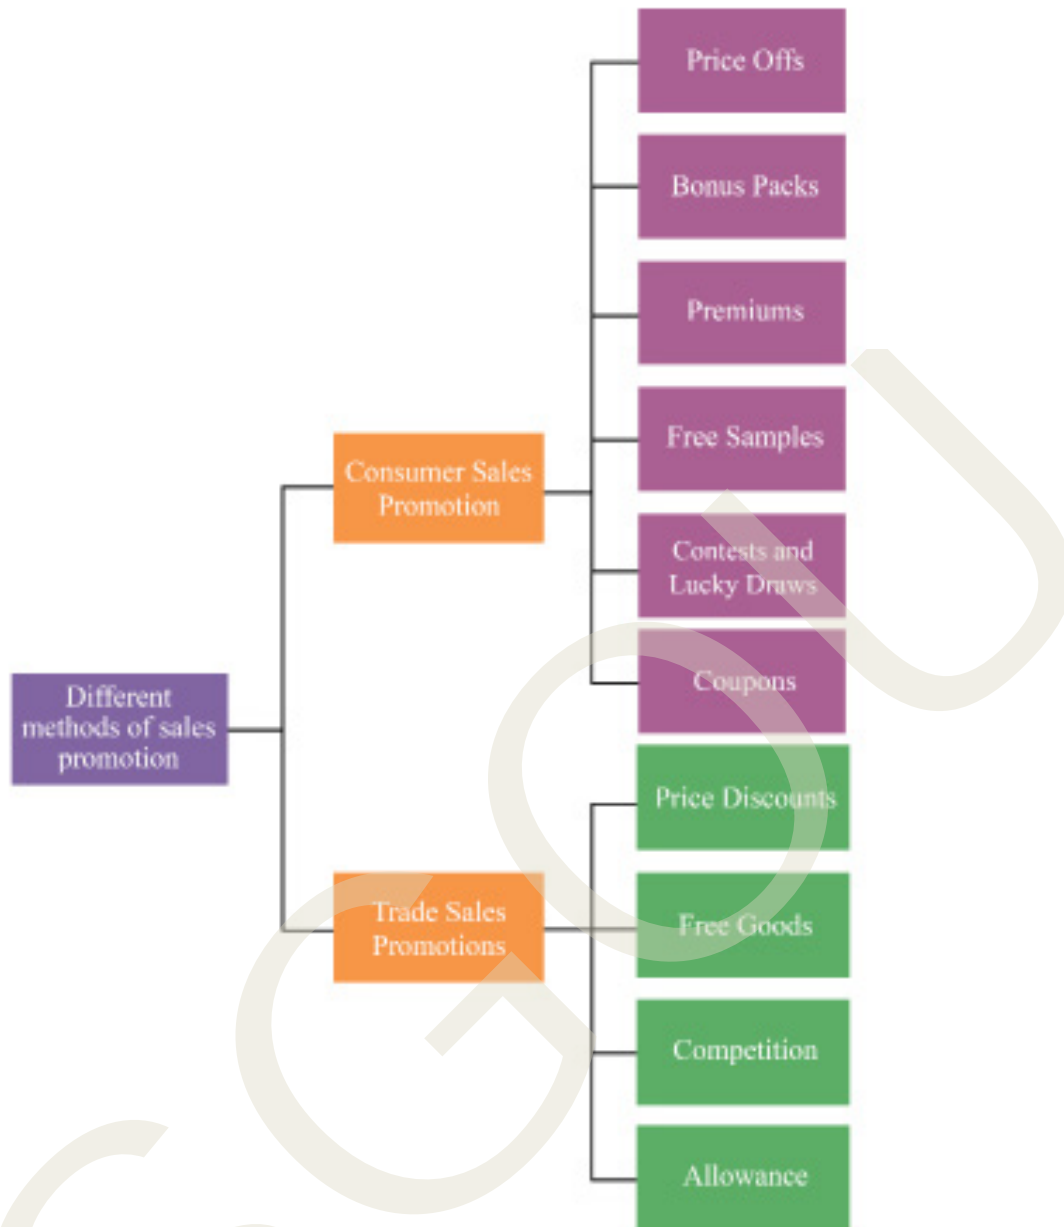 Price Offs
Bonus Packs
Premiums
Free Samples
Consumer Sales
Promotion
Contests and
Lucky Draws
Coupons
Different
methods of sales
promotion
Price Discounts
Trade Sales
Promotions
Free Goods
Competition
Allowance
SGOU